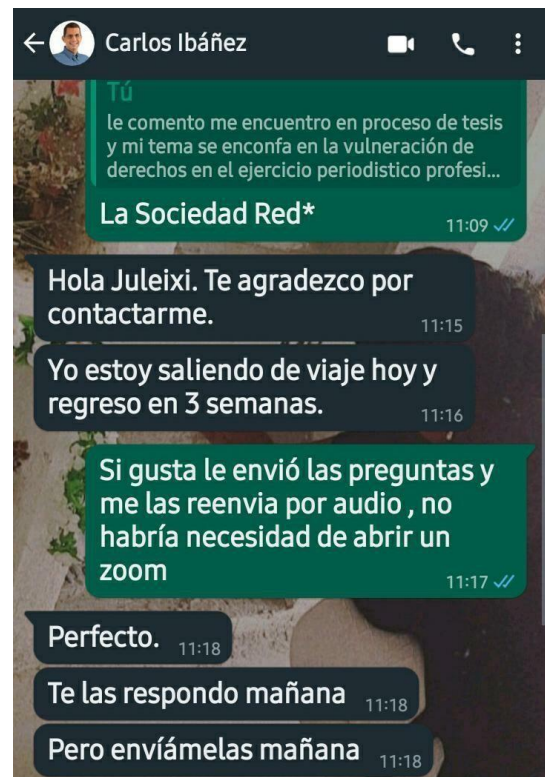 Carlos Ibáñez
Tú
le comento me encuentro en proceso de tesis
y mi tema se enconfa en la vulneración de
derechos en el ejercicio periodistico profesi...
La Sociedad Red*
11:09
Hola Juleixi. Te agradezco por
contactarme.
11:15
Yo estoy saliendo de viaje hoy y
regreso en 3 semanas.
11:16
Si gusta le envió las preguntas y
me las reenvia por audio , no
habría necesidad de abrir un
zoom
11:17
Perfecto. 11:18
Te las respondo mañana 11:18
Pero envíámelas mañana 11:18